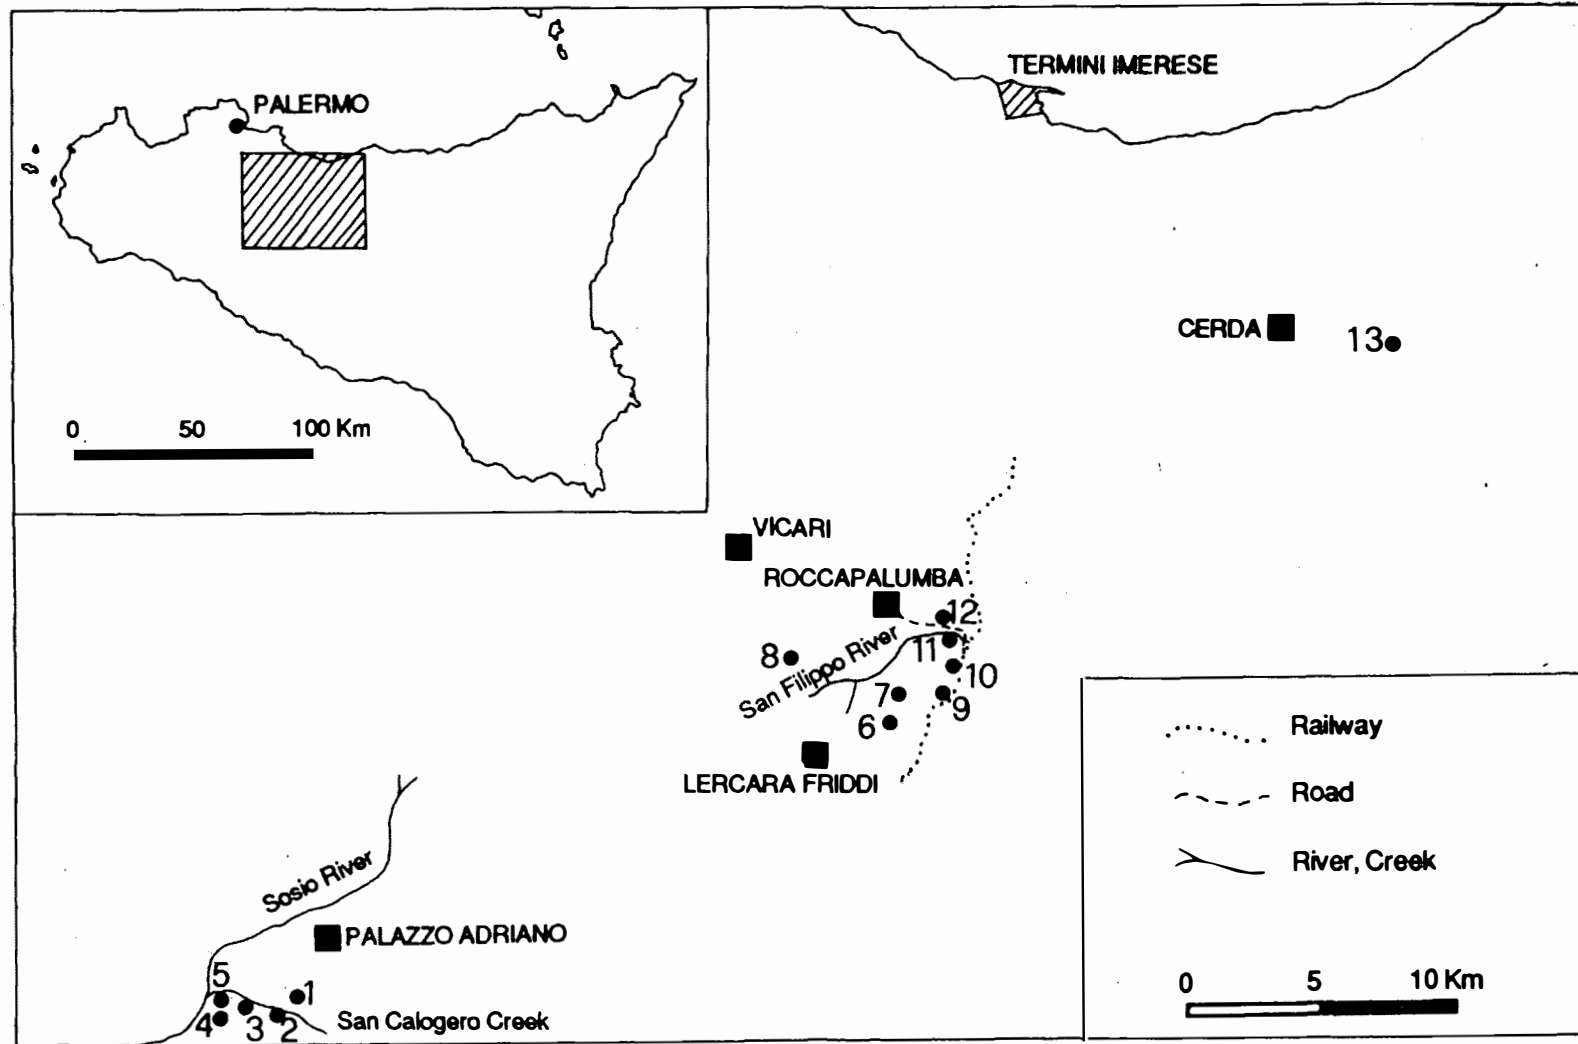 PALERMO
0 50 100 Km
TERMINI IMERESE
CERDA
13
VICARI
ROCCAPALUMBA
12
11
San Filippo River
8
10
7
9
6
LERCARA FRIDDI
Sosio River
PALAZZO ADRIANO
5
1
4
3
2
San Calogero Creek
Railway
Road
River, Creek
0 5 10 Km